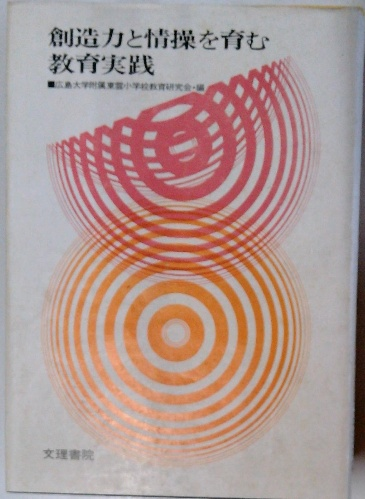 創造力と情操を育む
教育実践
■広島大学附属東雲小学校教育研究会・編
文理書院